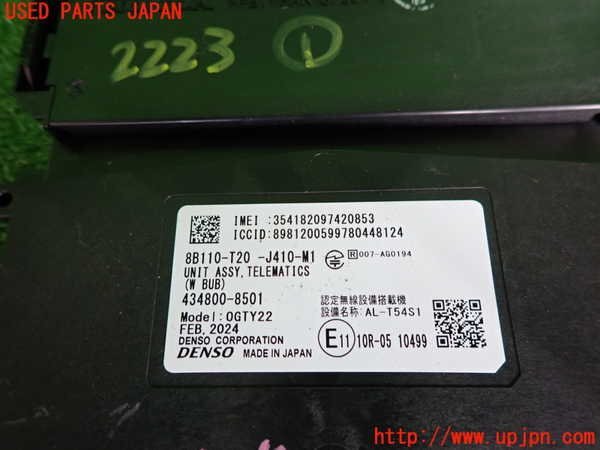 USED PARTS JAPAN
2223 1
IMEI :354182097420853
ICCID:8981200599780448124
8B110-T20 -J410-M1
R 007-AG0194
UNIT ASSY, TELEMATICS
(W BUB)
434800-8501
Model: 0GTY22
FEB, 2024
DENSO CORPORATION
DENSO MADE IN JAPAN
認定無線設備搭載機
設備名称: AL-T54S1
E11 10R-05 10499
http://www.upjpn.com/